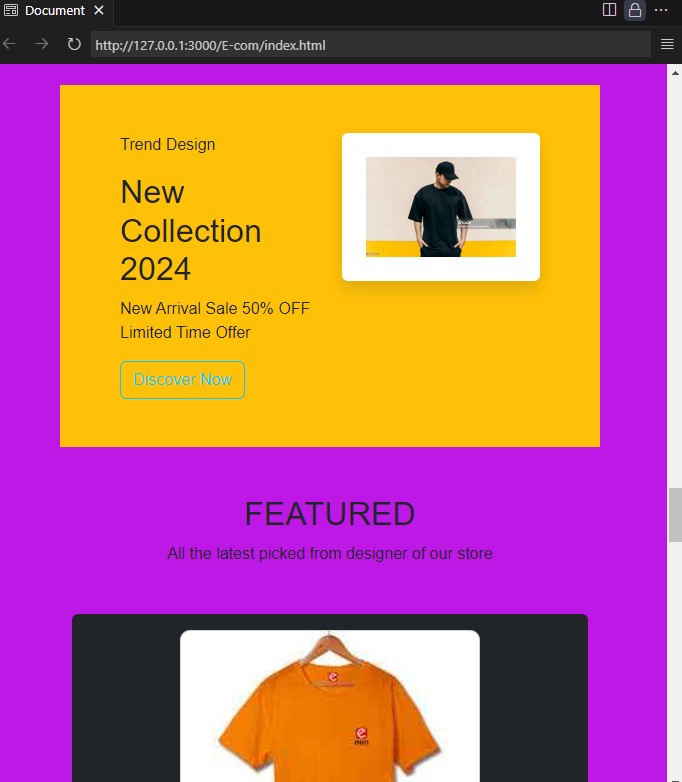 Document
http://127.0.0.1:3000/E-com/index.html
Trend Design
New
Collection
2024
New Arrival Sale 50% OFF
Limited Time Offer
Discover Now
iStock
FEATURED
All the latest picked from designer of our store
e